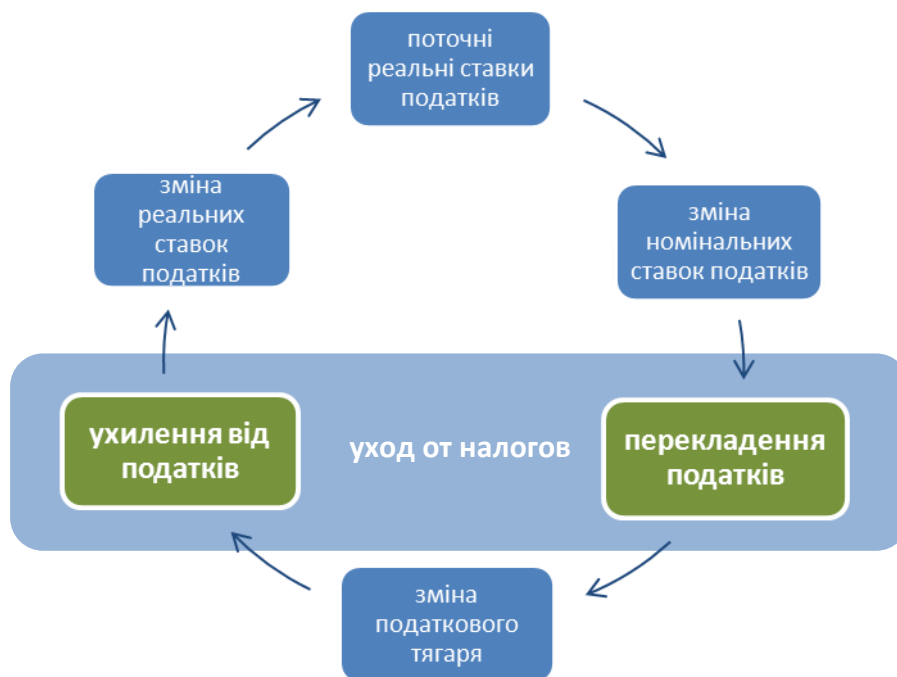 поточні
реальні ставки
податків
зміна
реальних
ставок
податків
зміна
номінальних
ставок податків
ухилення від
податків
уход от налогов
перекладення
податків
зміна
податкового
тягаря